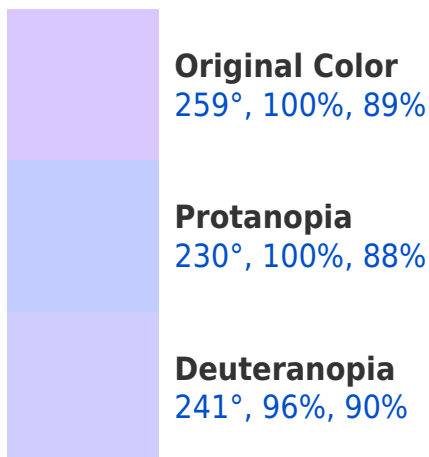 Original Color
259°, 100%, 89%
Protanopia
230°, 100%, 88%
Deuteranopia
241°, 96%, 90%